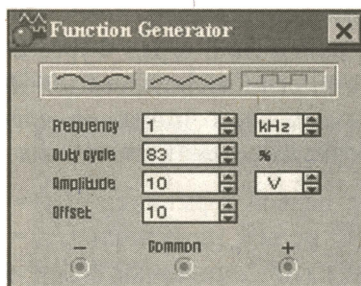 Function Generator
Frequency 1 kHz
Duty cycle 83 %
Amplitude 10 V
Offset 10
− Common +